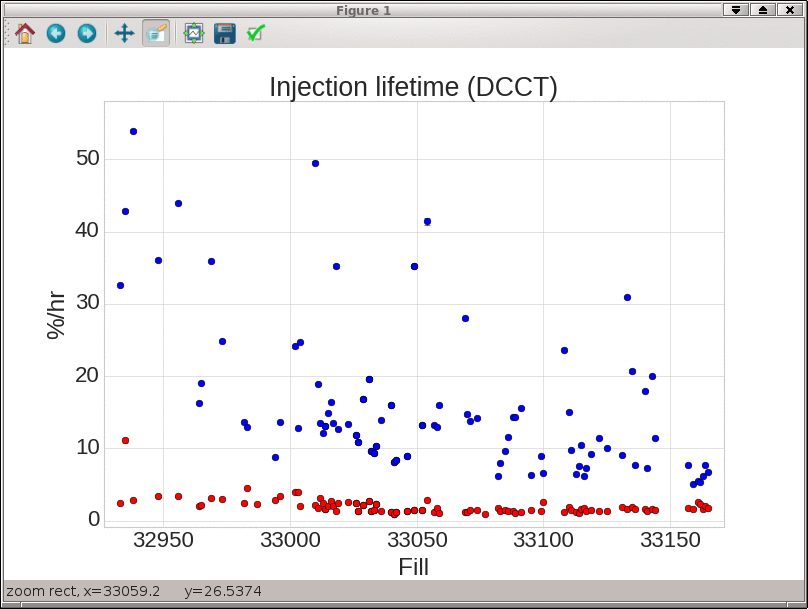 Figure 1
Injection lifetime (DCCT)
50
40
30
20
10
0
%/hr
32950 33000 33050 33100 33150
Fill
zoom rect, x=33059.2 y=26.5374